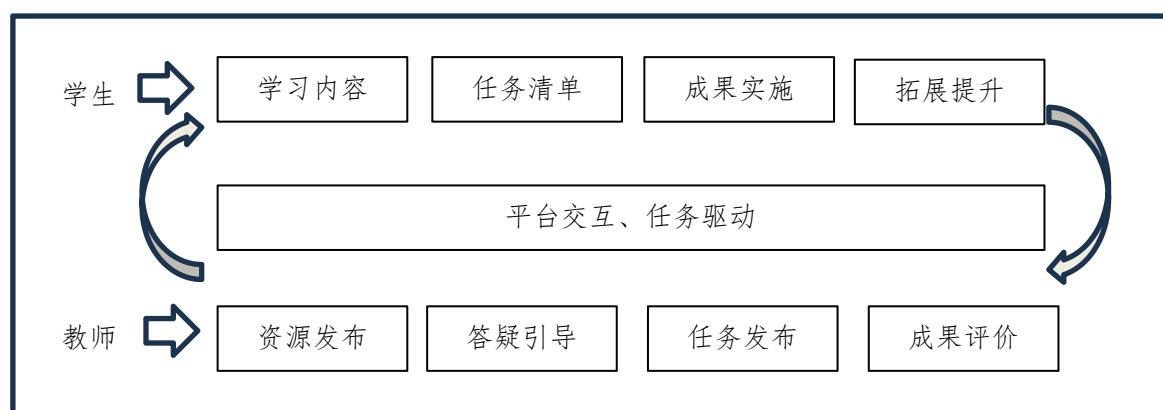 学生 学习内容 任务清单 成果实施 拓展提升
平台交互、任务驱动
教师 资源发布 答疑引导 任务发布 成果评价